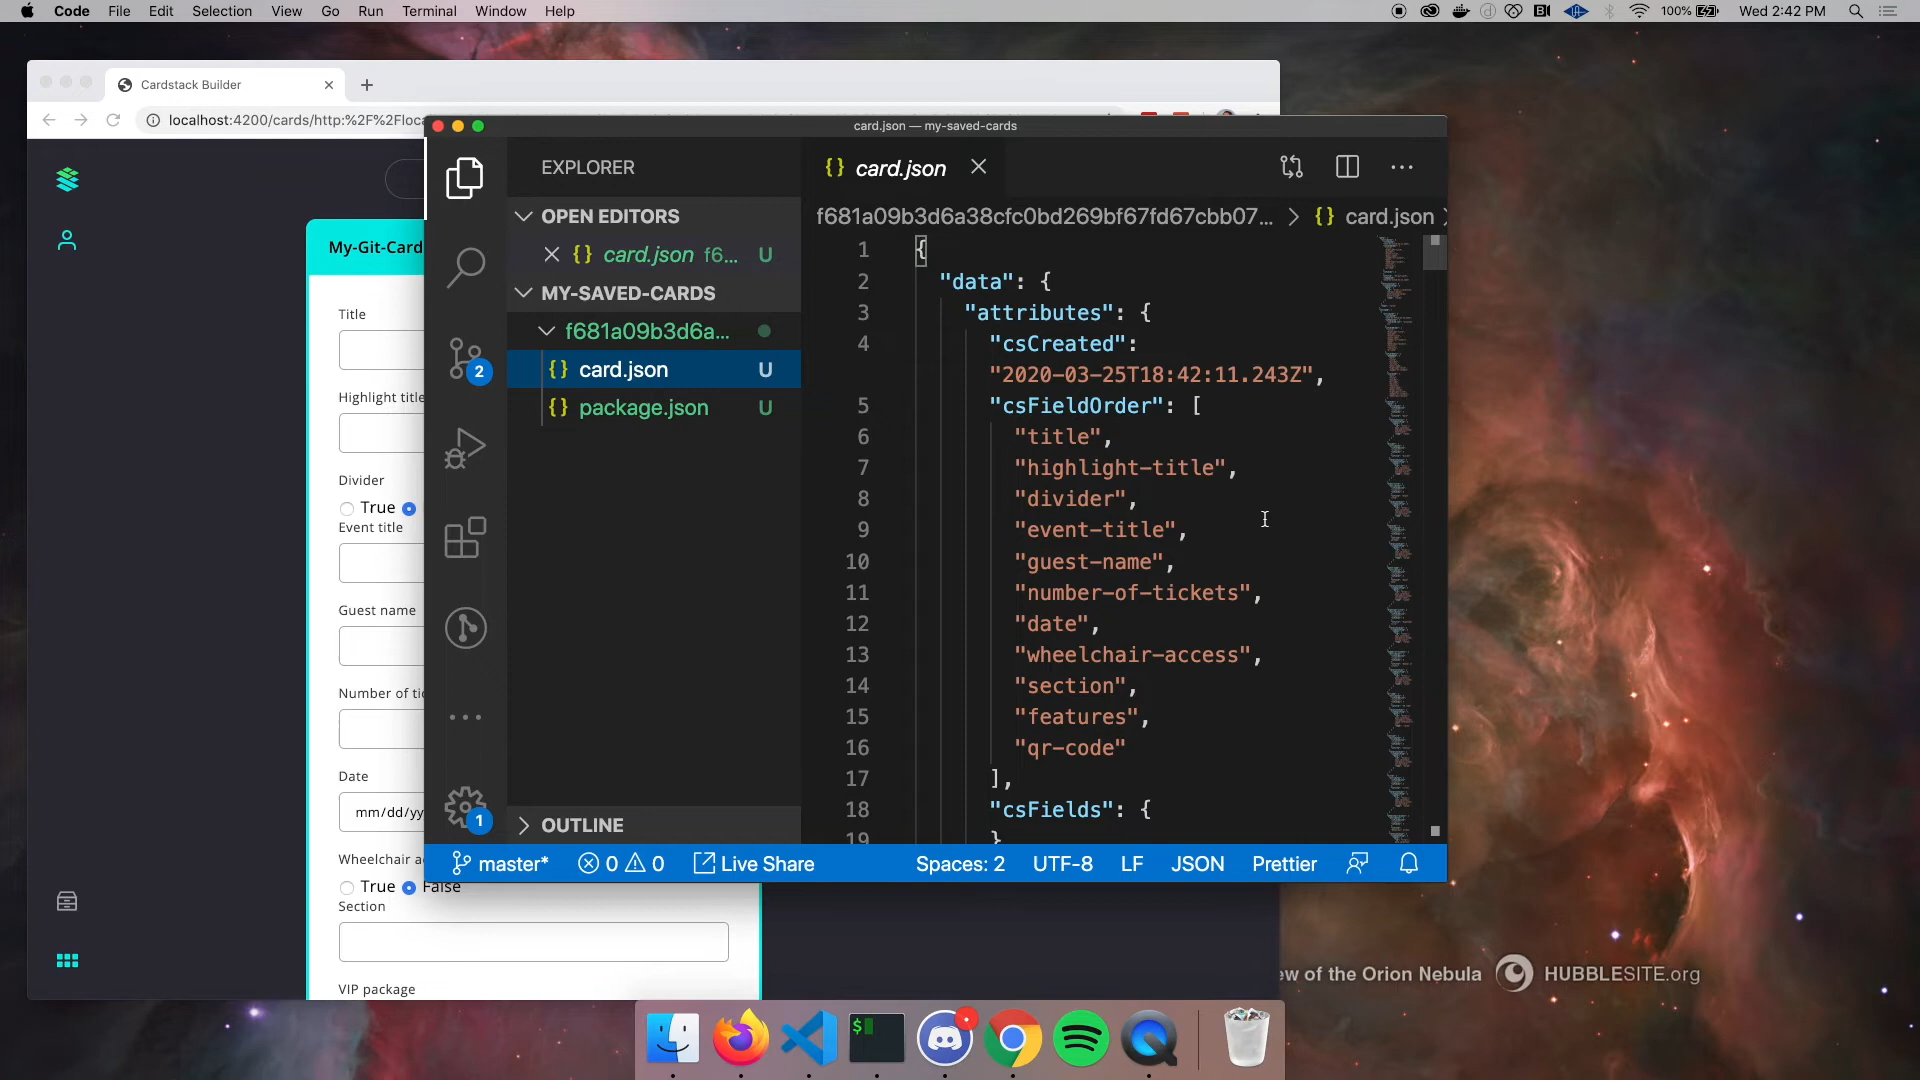 Code File Edit Selection View Go Run Terminal Window Help
100% Wed 2:42 PM
Cardstack Builder
localhost:4200/cards/http:%2F%2Floca
card.json — my-saved-cards
My-Git-Card
Title
Highlight title
Divider
True
Event title
Guest name
Number of tic
Date
mm/dd/yy
Wheelchair a
True False
Section
VIP package
EXPLORER
OPEN EDITORS
card.json f6... U
MY-SAVED-CARDS
f681a09b3d6a...
{} card.json U
{} package.json U
OUTLINE
2
1
{} card.json
f681a09b3d6a38cfc0bd269bf67fd67cbb07... > {} card.json
1 {
2 "data": {
3 "attributes": {
4 "csCreated":
"2020-03-25T18:42:11.243Z",
5 "csFieldOrder": [
6 "title",
7 "highlight-title",
8 "divider",
9 "event-title",
10 "guest-name",
11 "number-of-tickets",
12 "date",
13 "wheelchair-access",
14 "section",
15 "features",
16 "qr-code"
17 ],
18 "csFields": {
19 }
master* 0 0 Live Share Spaces: 2 UTF-8 LF JSON Prettier
ew of the Orion Nebula HUBBLESITE.org
$